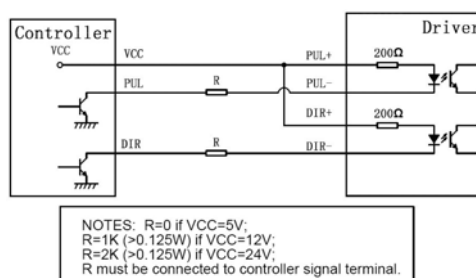 Controller
Driver
VCC
VCC
PUL+
200Ω
PUL
R
PUL-
DIR+
200Ω
DIR
R
DIR-
NOTES: R=0 if VCC=5V;
R=1K (>0.125W) if VCC=12V;
R=2K (>0.125W) if VCC=24V;
R must be connected to controller signal terminal.